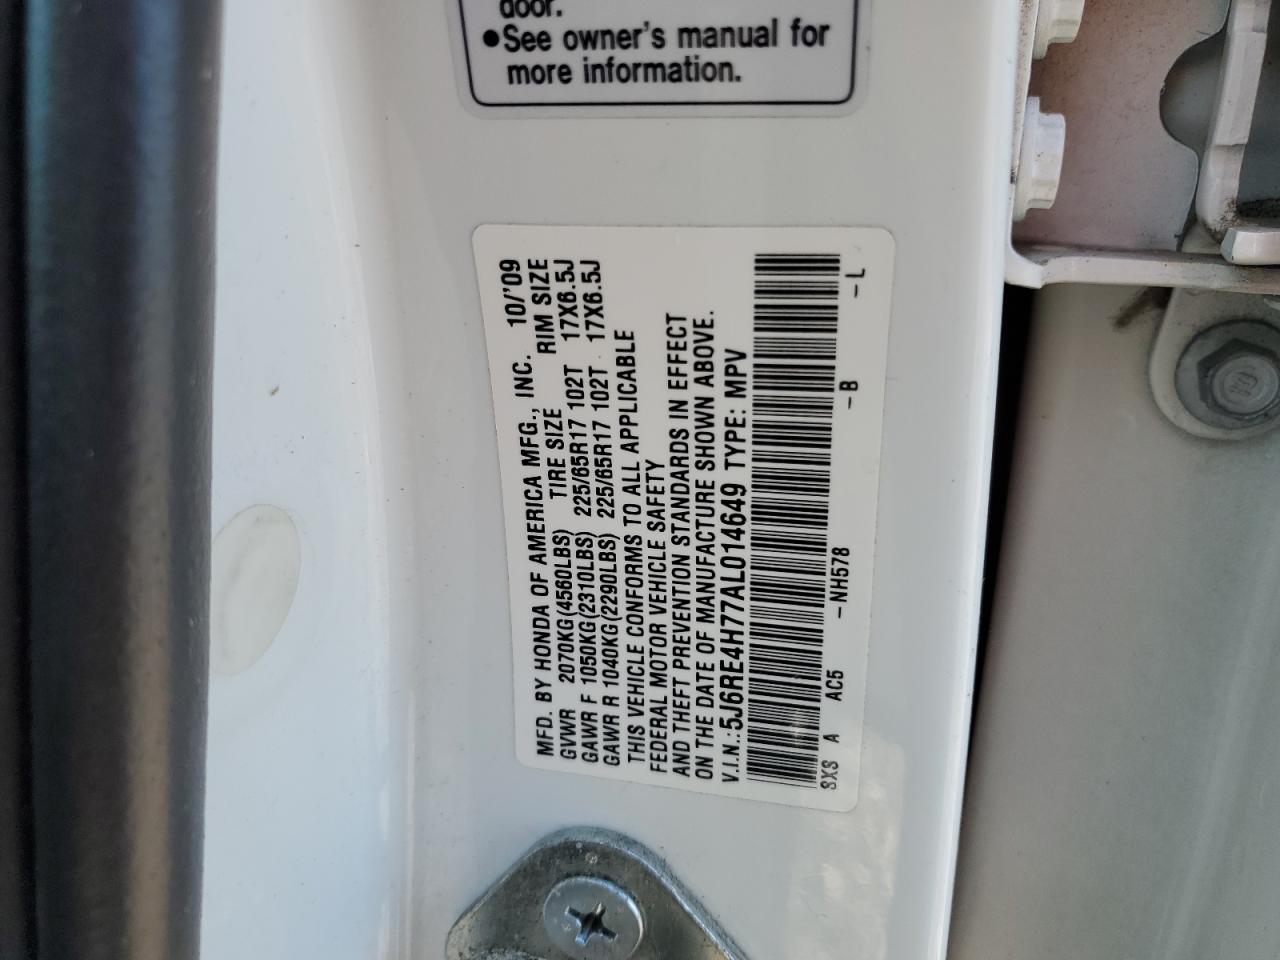 door.
●See owner's manual for
more information.
MFD. BY HONDA OF AMERICA MFG., INC. 10/'09
GVWR 2070KG(4560LBS) TIRE SIZE RIM SIZE
GAWR F 1050KG(2310LBS) 225/65R17 102T 17X6.5J
GAWR R 1040KG(2290LBS) 225/65R17 102T 17X6.5J
THIS VEHICLE CONFORMS TO ALL APPLICABLE
FEDERAL MOTOR VEHICLE SAFETY
AND THEFT PREVENTION STANDARDS IN EFFECT
ON THE DATE OF MANUFACTURE SHOWN ABOVE.
V.I.N.:5J6RE4H77AL014649 TYPE: MPV
SXS A AC5 -NH578 -B -L